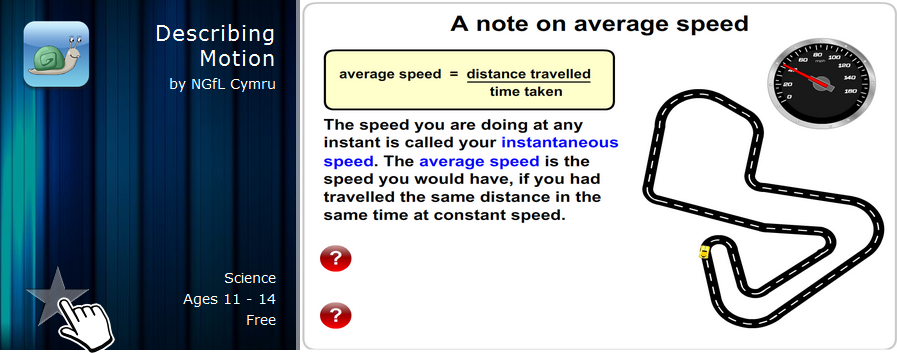 Describing
Motion
by NGfL Cymru
Science
Ages 11 - 14
Free
A note on average speed
average speed = distance travelled
time taken
The speed you are doing at any
instant is called your instantaneous
speed. The average speed is the
speed you would have, if you had
travelled the same distance in the
same time at constant speed.
?
?
0
20
40
60
80
100
120
140
160
mph